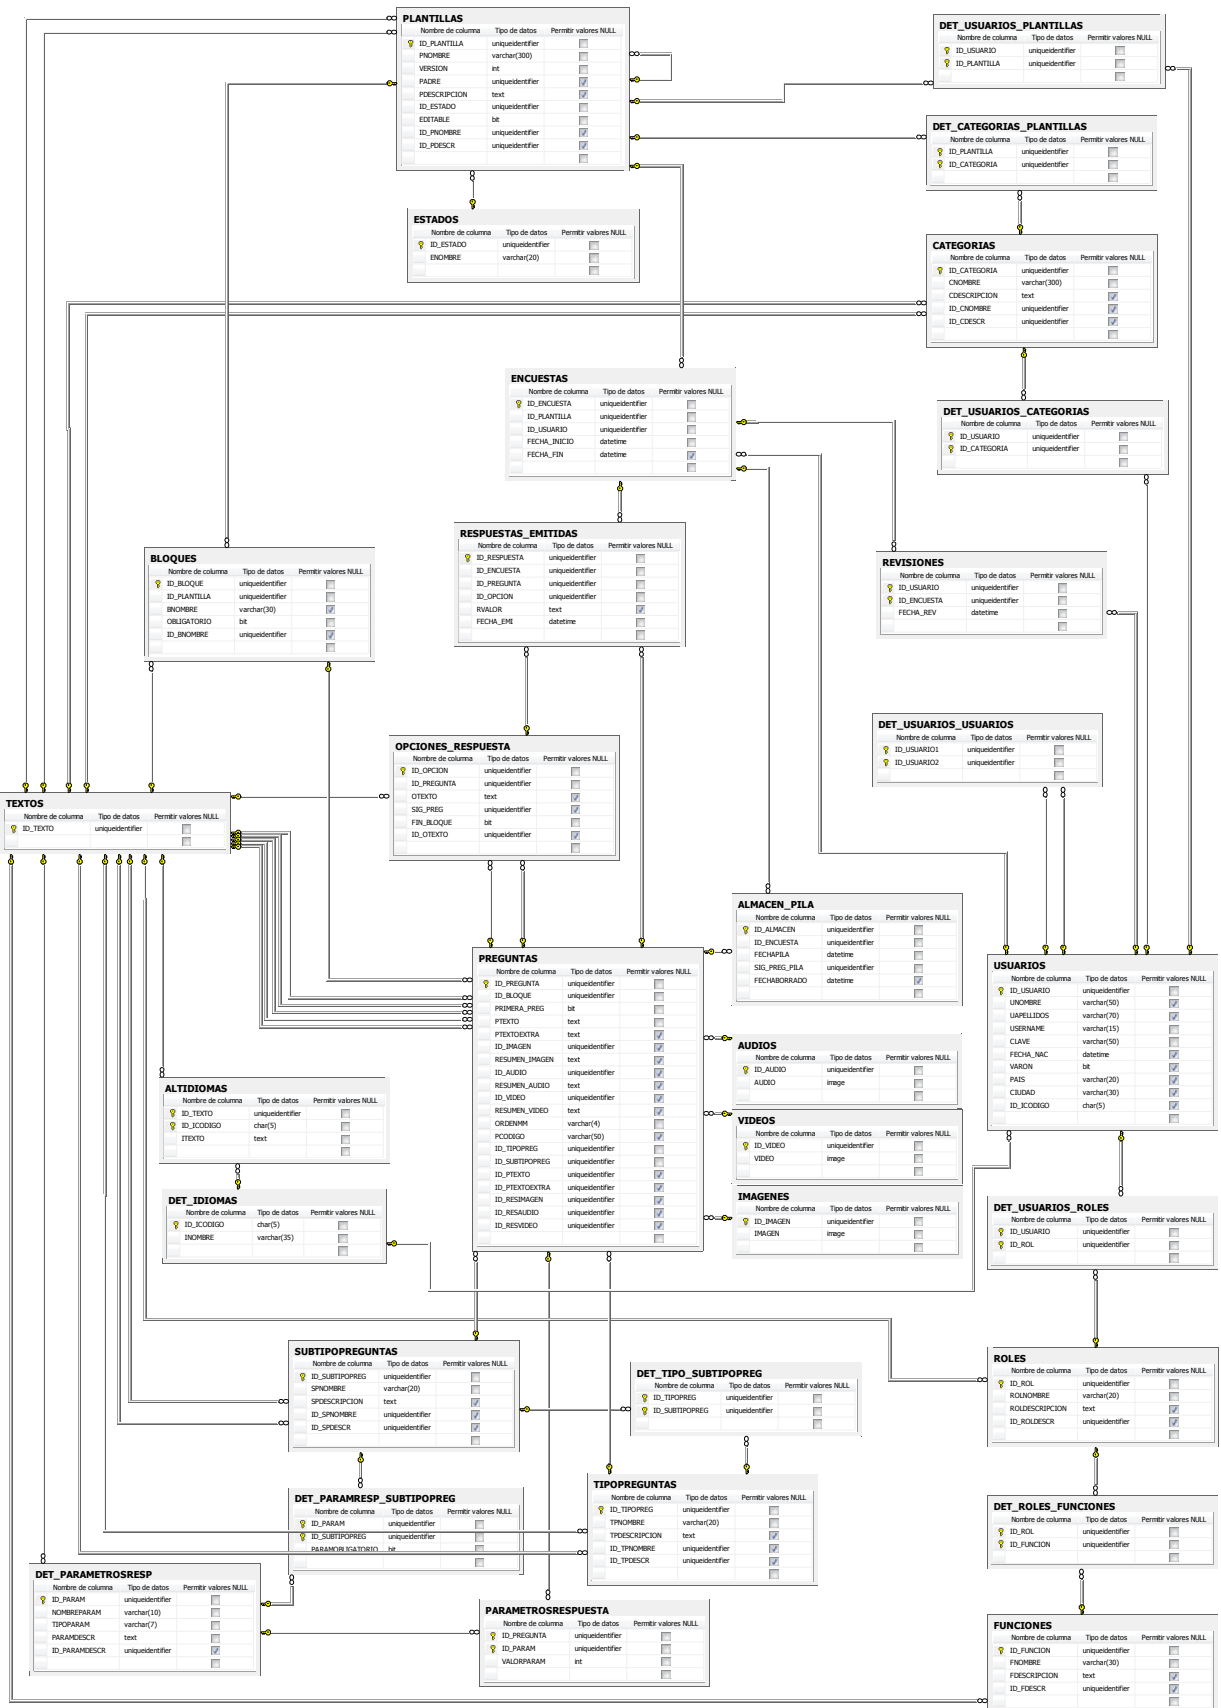 PLANTILLAS
Nombre de columna Tipo de datos Permitir valores NULL
ID_PLANTILLA uniqueidentifier
PNOMBRE varchar(300)
VERSION int
PADRE uniqueidentifier
PDESCRIPCION text
ID_ESTADO uniqueidentifier
EDITABLE bit
ID_PNOMBRE uniqueidentifier
ID_PDESCR uniqueidentifier
DET_USUARIOS_PLANTILLAS
Nombre de columna Tipo de datos Permitir valores NULL
ID_USUARIO uniqueidentifier
ID_PLANTILLA uniqueidentifier
DET_CATEGORIAS_PLANTILLAS
Nombre de columna Tipo de datos Permitir valores NULL
ID_PLANTILLA uniqueidentifier
ID_CATEGORIA uniqueidentifier
ESTADOS
Nombre de columna Tipo de datos Permitir valores NULL
ID_ESTADO uniqueidentifier
ENOMBRE varchar(20)
CATEGORIAS
Nombre de columna Tipo de datos Permitir valores NULL
ID_CATEGORIA uniqueidentifier
CNOMBRE varchar(300)
CDESCRIPCION text
ID_CNOMBRE uniqueidentifier
ID_CDESCR uniqueidentifier
ENCUESTAS
Nombre de columna Tipo de datos Permitir valores NULL
ID_ENCUESTA uniqueidentifier
ID_PLANTILLA uniqueidentifier
ID_USUARIO uniqueidentifier
FECHA_INICIO datetime
FECHA_FIN datetime
DET_USUARIOS_CATEGORIAS
Nombre de columna Tipo de datos Permitir valores NULL
ID_USUARIO uniqueidentifier
ID_CATEGORIA uniqueidentifier
RESPUESTAS_EMITIDAS
Nombre de columna Tipo de datos Permitir valores NULL
ID_RESPUESTA uniqueidentifier
ID_ENCUESTA uniqueidentifier
ID_PREGUNTA uniqueidentifier
ID_OPCION uniqueidentifier
RVALOR text
FECHA_EMI datetime
BLOQUES
Nombre de columna Tipo de datos Permitir valores NULL
ID_BLOQUE uniqueidentifier
ID_PLANTILLA uniqueidentifier
BNOMBRE varchar(30)
OBLIGATORIO bit
ID_BNOMBRE uniqueidentifier
REVISIONES
Nombre de columna Tipo de datos Permitir valores NULL
ID_USUARIO uniqueidentifier
ID_ENCUESTA uniqueidentifier
FECHA_REV datetime
DET_USUARIOS_USUARIOS
Nombre de columna Tipo de datos Permitir valores NULL
ID_USUARIO1 uniqueidentifier
ID_USUARIO2 uniqueidentifier
OPCIONES_RESPUESTA
Nombre de columna Tipo de datos Permitir valores NULL
ID_OPCION uniqueidentifier
ID_PREGUNTA uniqueidentifier
OTEXTO text
SIG_PREG uniqueidentifier
FIN_BLOQUE bit
ID_OTEXTO uniqueidentifier
TEXTOS
Nombre de columna Tipo de datos Permitir valores NULL
ID_TEXTO uniqueidentifier
ALMACEN_PILA
Nombre de columna Tipo de datos Permitir valores NULL
ID_ALMACEN uniqueidentifier
ID_ENCUESTA uniqueidentifier
FECHAPILA datetime
SIG_PREG_PILA uniqueidentifier
FECHABORRADO datetime
PREGUNTAS
Nombre de columna Tipo de datos Permitir valores NULL
ID_PREGUNTA uniqueidentifier
ID_BLOQUE uniqueidentifier
PRIMERA_PREG bit
PTEXTO text
PTEXTOEXTRA text
ID_IMAGEN uniqueidentifier
RESUMEN_IMAGEN text
ID_AUDIO uniqueidentifier
RESUMEN_AUDIO text
ID_VIDEO uniqueidentifier
RESUMEN_VIDEO text
ORDENMM varchar(4)
PCODIGO varchar(50)
ID_TIPOPREG uniqueidentifier
ID_SUBTIPOPREG uniqueidentifier
ID_PTEXTO uniqueidentifier
ID_PTEXTOEXTRA uniqueidentifier
ID_RESIMAGEN uniqueidentifier
ID_RESAUDIO uniqueidentifier
ID_RESVIDEO uniqueidentifier
USUARIOS
Nombre de columna Tipo de datos Permitir valores NULL
ID_USUARIO uniqueidentifier
UNOMBRE varchar(50)
UAPELLIDOS varchar(70)
USERNAME varchar(15)
CLAVE varchar(50)
FECHA_NAC datetime
VARON bit
PAIS varchar(20)
CIUDAD varchar(30)
ID_ICODIGO char(5)
AUDIOS
Nombre de columna Tipo de datos Permitir valores NULL
ID_AUDIO uniqueidentifier
AUDIO image
VIDEOS
Nombre de columna Tipo de datos Permitir valores NULL
ID_VIDEO uniqueidentifier
VIDEO image
IMAGENES
Nombre de columna Tipo de datos Permitir valores NULL
ID_IMAGEN uniqueidentifier
IMAGEN image
ALTIDIOMAS
Nombre de columna Tipo de datos Permitir valores NULL
ID_TEXTO uniqueidentifier
ID_ICODIGO char(5)
ITEXTO text
DET_IDIOMAS
Nombre de columna Tipo de datos Permitir valores NULL
ID_ICODIGO char(5)
INOMBRE varchar(35)
DET_USUARIOS_ROLES
Nombre de columna Tipo de datos Permitir valores NULL
ID_USUARIO uniqueidentifier
ID_ROL uniqueidentifier
SUBTIPOPREGUNTAS
Nombre de columna Tipo de datos Permitir valores NULL
ID_SUBTIPOPREG uniqueidentifier
SPNOMBRE varchar(20)
SPDESCRIPCION text
ID_SPNOMBRE uniqueidentifier
ID_SPDESCR uniqueidentifier
DET_TIPO_SUBTIPOPREG
Nombre de columna Tipo de datos Permitir valores NULL
ID_TIPOPREG uniqueidentifier
ID_SUBTIPOPREG uniqueidentifier
ROLES
Nombre de columna Tipo de datos Permitir valores NULL
ID_ROL uniqueidentifier
ROLNOMBRE varchar(20)
ROLDESCRIPCION text
ID_ROLDESCR uniqueidentifier
TIPOPREGUNTAS
Nombre de columna Tipo de datos Permitir valores NULL
ID_TIPOPREG uniqueidentifier
TPNOMBRE varchar(20)
TPDESCRIPCION text
ID_TPNOMBRE uniqueidentifier
ID_TPDESCR uniqueidentifier
DET_PARAMRESP_SUBTIPOPREG
Nombre de columna Tipo de datos Permitir valores NULL
ID_PARAM uniqueidentifier
ID_SUBTIPOPREG uniqueidentifier
PARAMOBLIGATORIO bit
DET_ROLES_FUNCIONES
Nombre de columna Tipo de datos Permitir valores NULL
ID_ROL uniqueidentifier
ID_FUNCION uniqueidentifier
DET_PARAMETROSRESP
Nombre de columna Tipo de datos Permitir valores NULL
ID_PARAM uniqueidentifier
NOMBREPARAM varchar(10)
TIPOPARAM varchar(7)
PARAMDESCR text
ID_PARAMDESCR uniqueidentifier
PARAMETROSRESPUESTA
Nombre de columna Tipo de datos Permitir valores NULL
ID_PREGUNTA uniqueidentifier
ID_PARAM uniqueidentifier
VALORPARAM int
FUNCIONES
Nombre de columna Tipo de datos Permitir valores NULL
ID_FUNCION uniqueidentifier
FNOMBRE varchar(30)
FDESCRIPCION text
ID_FDESCR uniqueidentifier